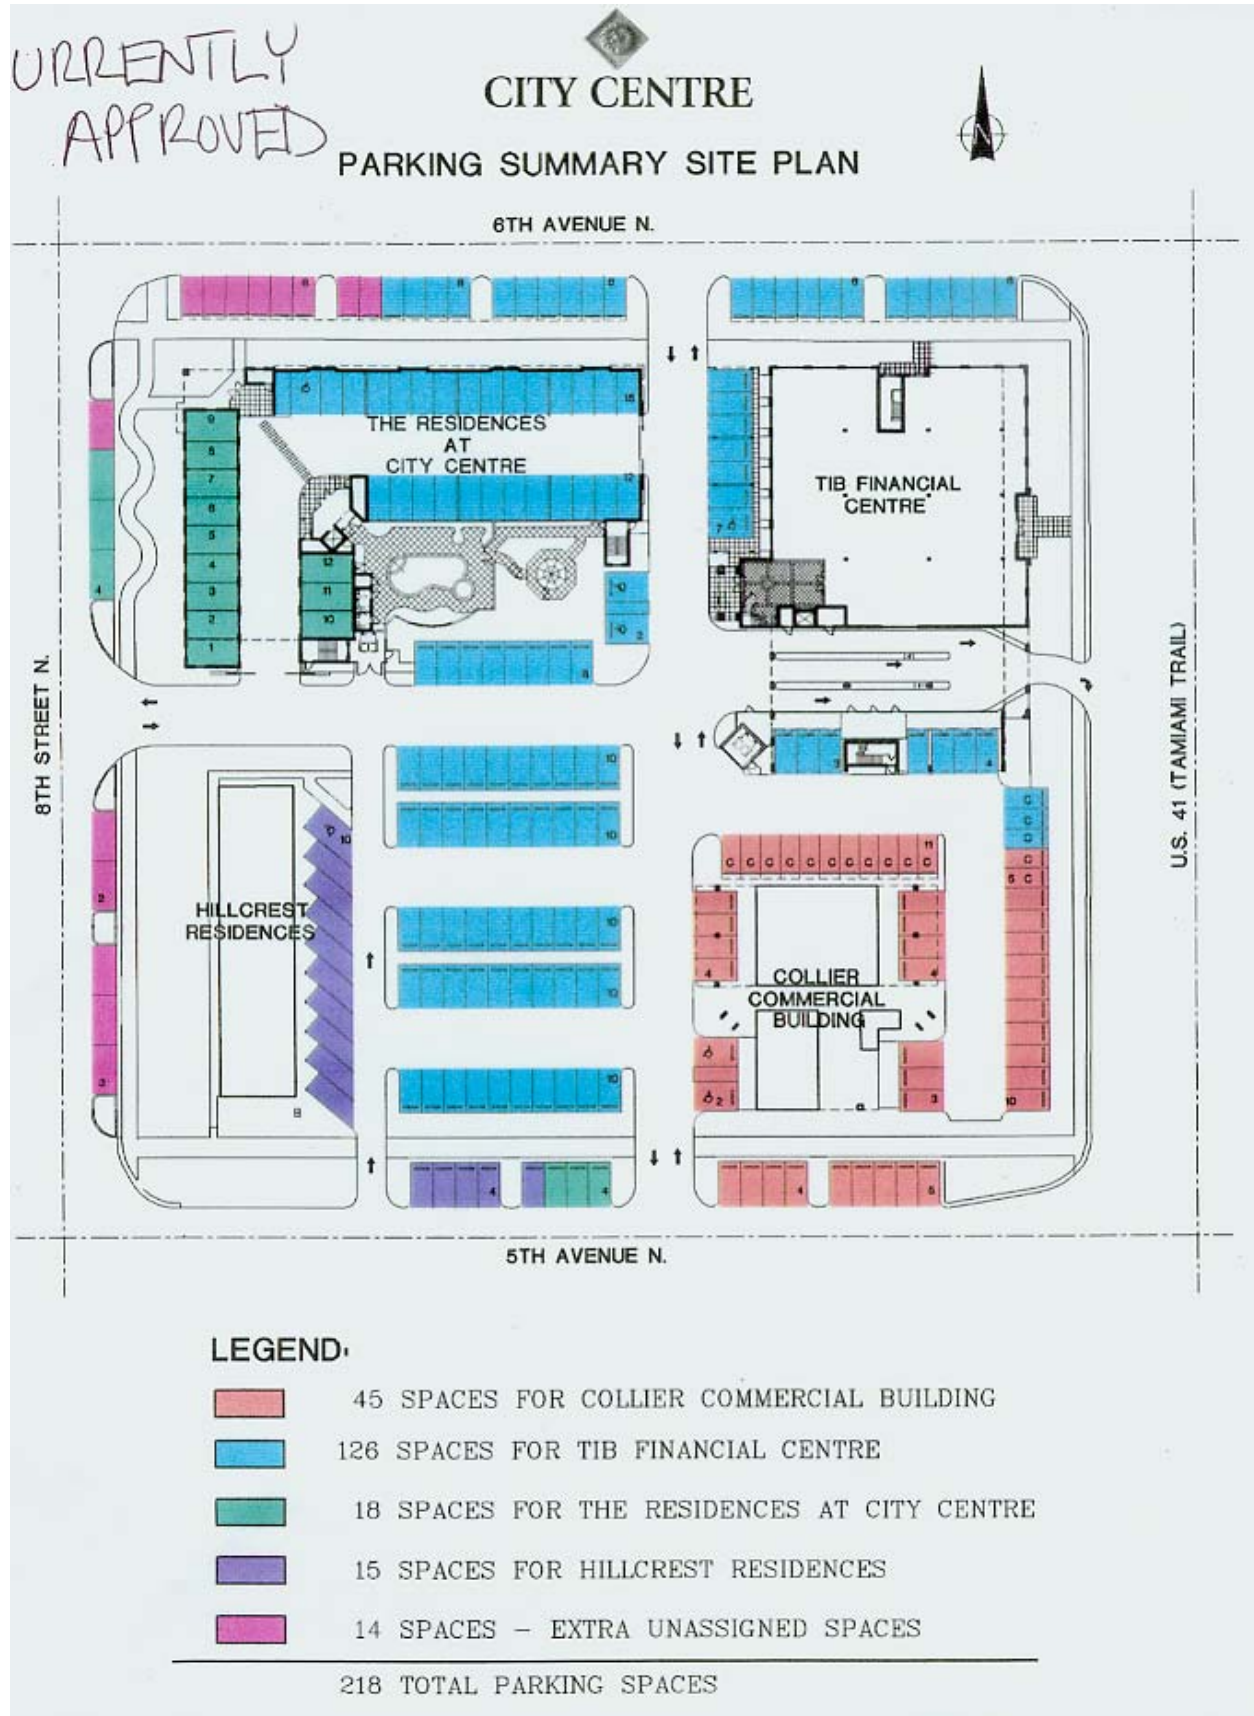 URRENTLY
APPROVED
CITY CENTRE
PARKING SUMMARY SITE PLAN
N
6TH AVENUE N.
THE RESIDENCES
AT
CITY CENTRE
TIB FINANCIAL
CENTRE
8TH STREET N.
U.S. 41 (TAMIAMI TRAIL)
HILLCREST
RESIDENCES
COLLIER
COMMERCIAL
BUILDING
5TH AVENUE N.
LEGEND:
45 SPACES FOR COLLIER COMMERCIAL BUILDING
126 SPACES FOR TIB FINANCIAL CENTRE
18 SPACES FOR THE RESIDENCES AT CITY CENTRE
15 SPACES FOR HILLCREST RESIDENCES
14 SPACES – EXTRA UNASSIGNED SPACES
218 TOTAL PARKING SPACES